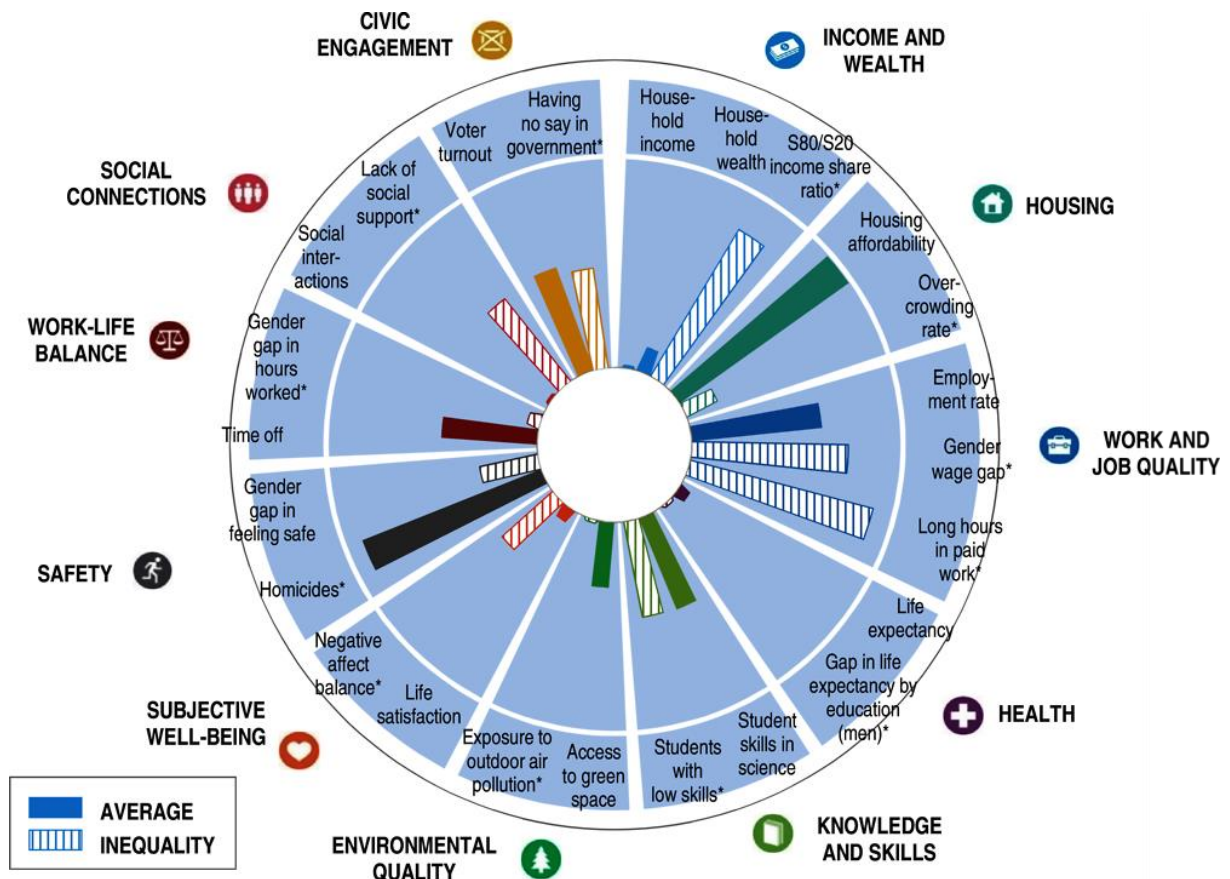 CIVIC
ENGAGEMENT
INCOME AND
WEALTH
SOCIAL
CONNECTIONS
HOUSING
WORK-LIFE
BALANCE
WORK AND
JOB QUALITY
SAFETY
HEALTH
SUBJECTIVE
WELL-BEING
ENVIRONMENTAL
QUALITY
KNOWLEDGE
AND SKILLS
Voter
turnout
Having
no say in
government*
House-
hold
income
House-
hold
wealth
S80/S20
income share
ratio*
Housing
affordability
Over-
crowding
rate*
Employ-
ment rate
Gender
wage gap*
Long hours
in paid
work*
Life
expectancy
Gap in life
expectancy by
education
(men)*
Student
skills in
science
Students
with
low skills*
Access
to green
space
Exposure to
outdoor air
pollution*
Life
satisfaction
Negative
affect
balance*
Homicides*
Gender
gap in
feeling safe
Time off
Gender
gap in
hours
worked*
Social
inter-
actions
Lack of
social
support*
AVERAGE
INEQUALITY